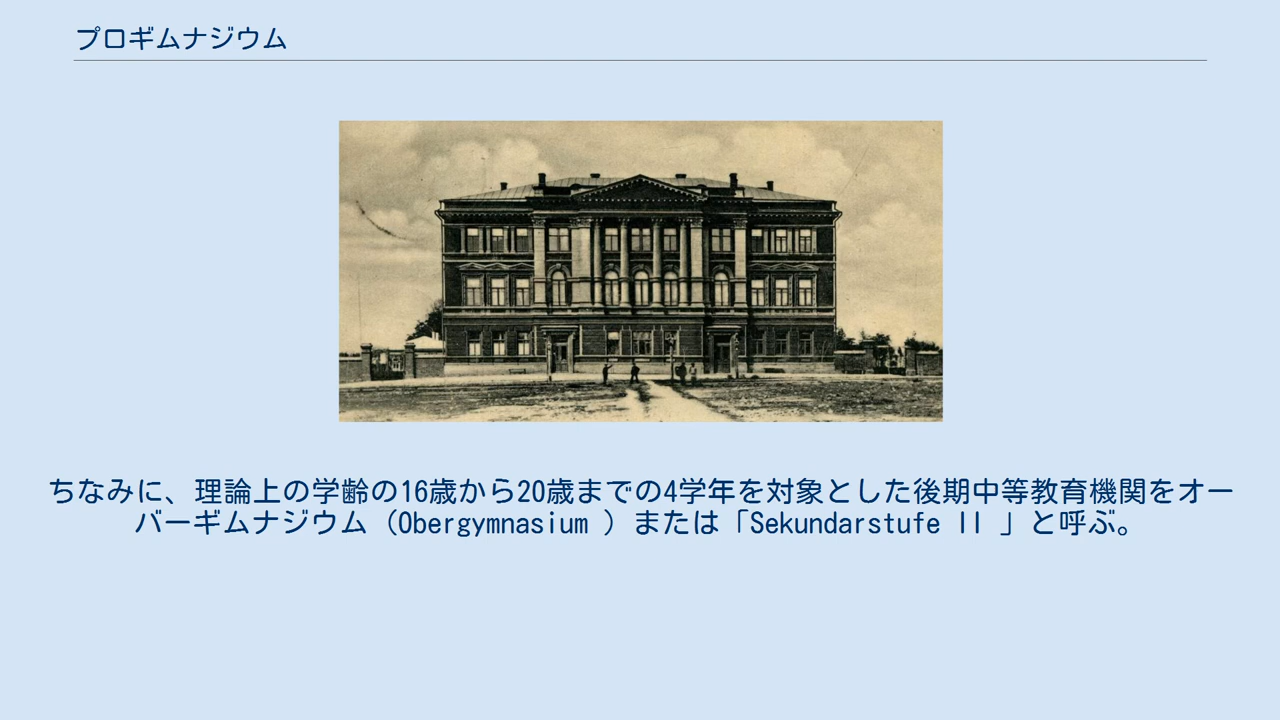 プロギムナジウム
ちなみに、理論上の学齢の16歳から20歳までの4学年を対象とした後期中等教育機関をオー
バーギムナジウム（Obergymnasium ）または「Sekundarstufe II 」と呼ぶ。